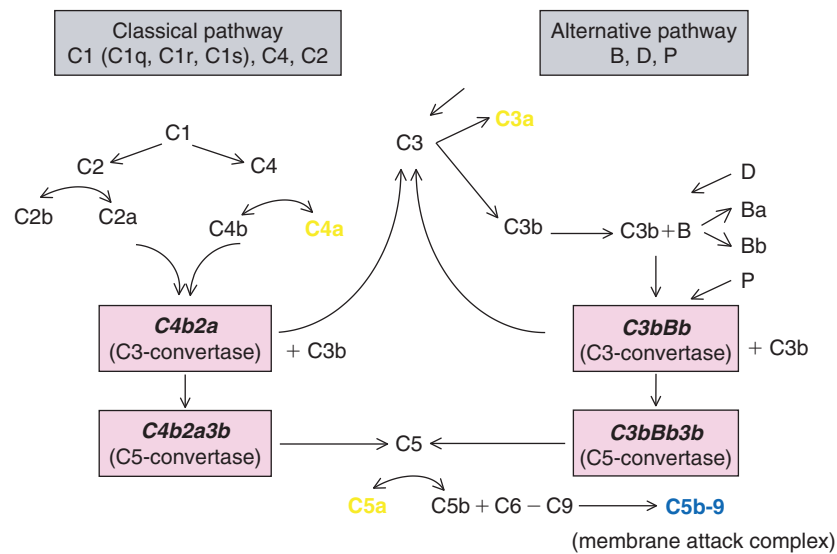 Classical pathway
C1 (C1q, C1r, C1s), C4, C2
Alternative pathway
B, D, P
C3a
C3
C1
C2
C4
D
C2b
C2a
C4b
C4a
C3b
C3b+B
Ba
Bb
P
C4b2a
(C3-convertase)
+ C3b
C3bBb
(C3-convertase)
+ C3b
C4b2a3b
(C5-convertase)
C5
C3bBb3b
(C5-convertase)
C5a
C5b + C6 – C9
C5b-9
(membrane attack complex)